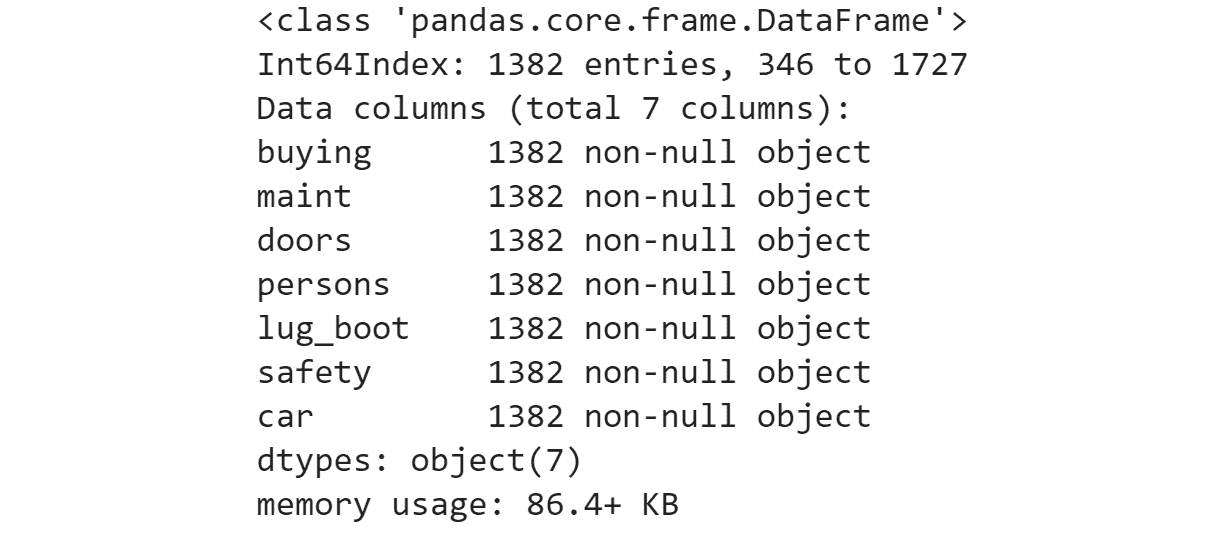 <class 'pandas.core.frame.DataFrame'>
Int64Index: 1382 entries, 346 to 1727
Data columns (total 7 columns):
buying      1382 non-null object
maint       1382 non-null object
doors       1382 non-null object
persons     1382 non-null object
lug_boot    1382 non-null object
safety      1382 non-null object
car         1382 non-null object
dtypes: object(7)
memory usage: 86.4+ KB